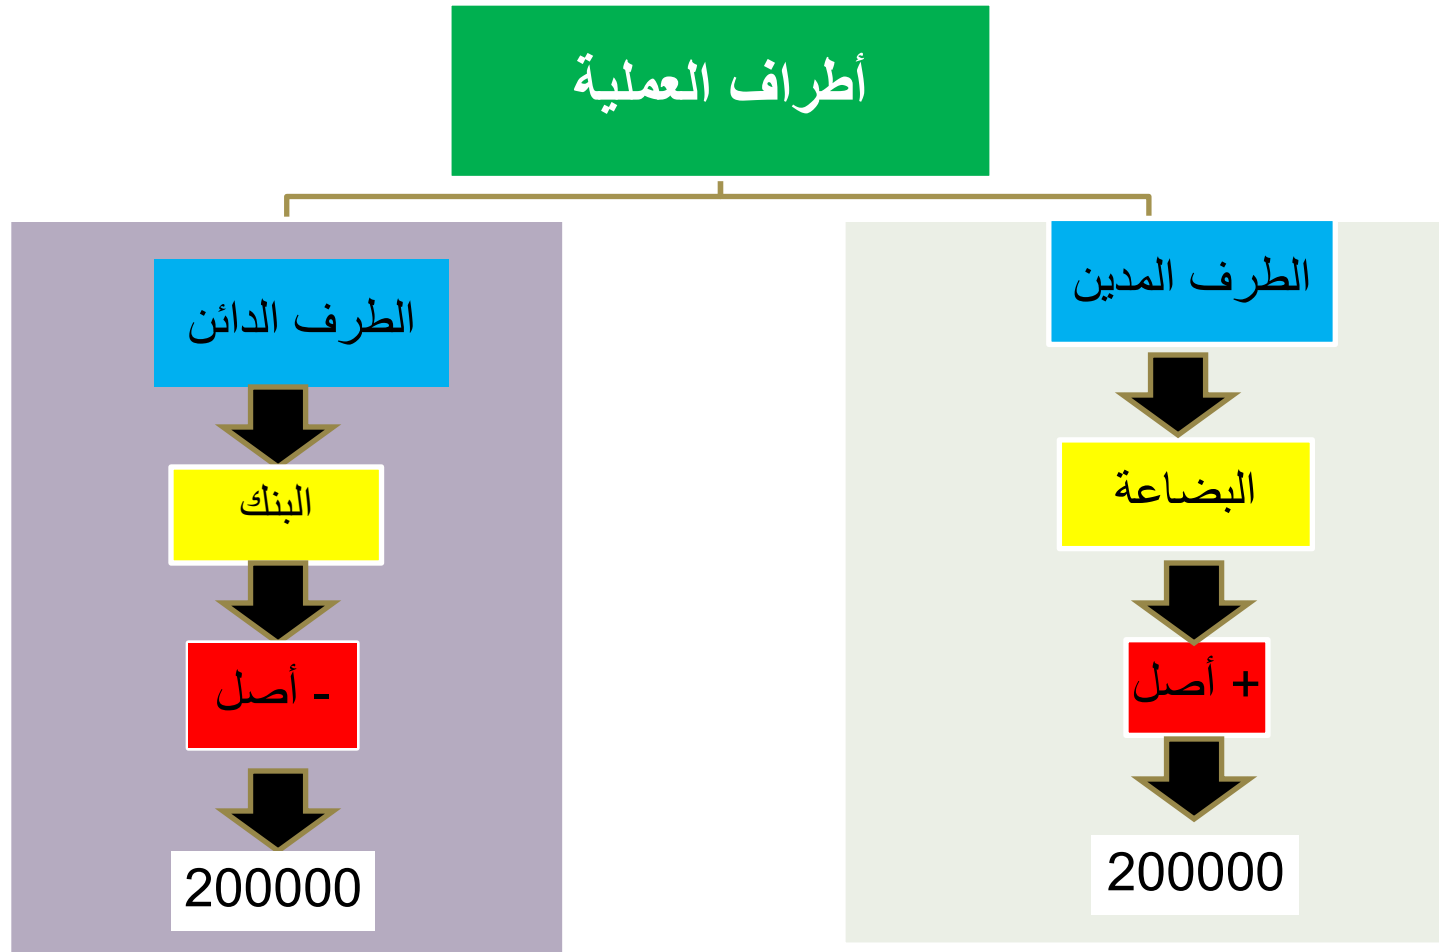 أطراف العملية
الطرف المدين
البضاعة
+ أصل
200000
الطرف الدائن
البنك
- أصل
200000